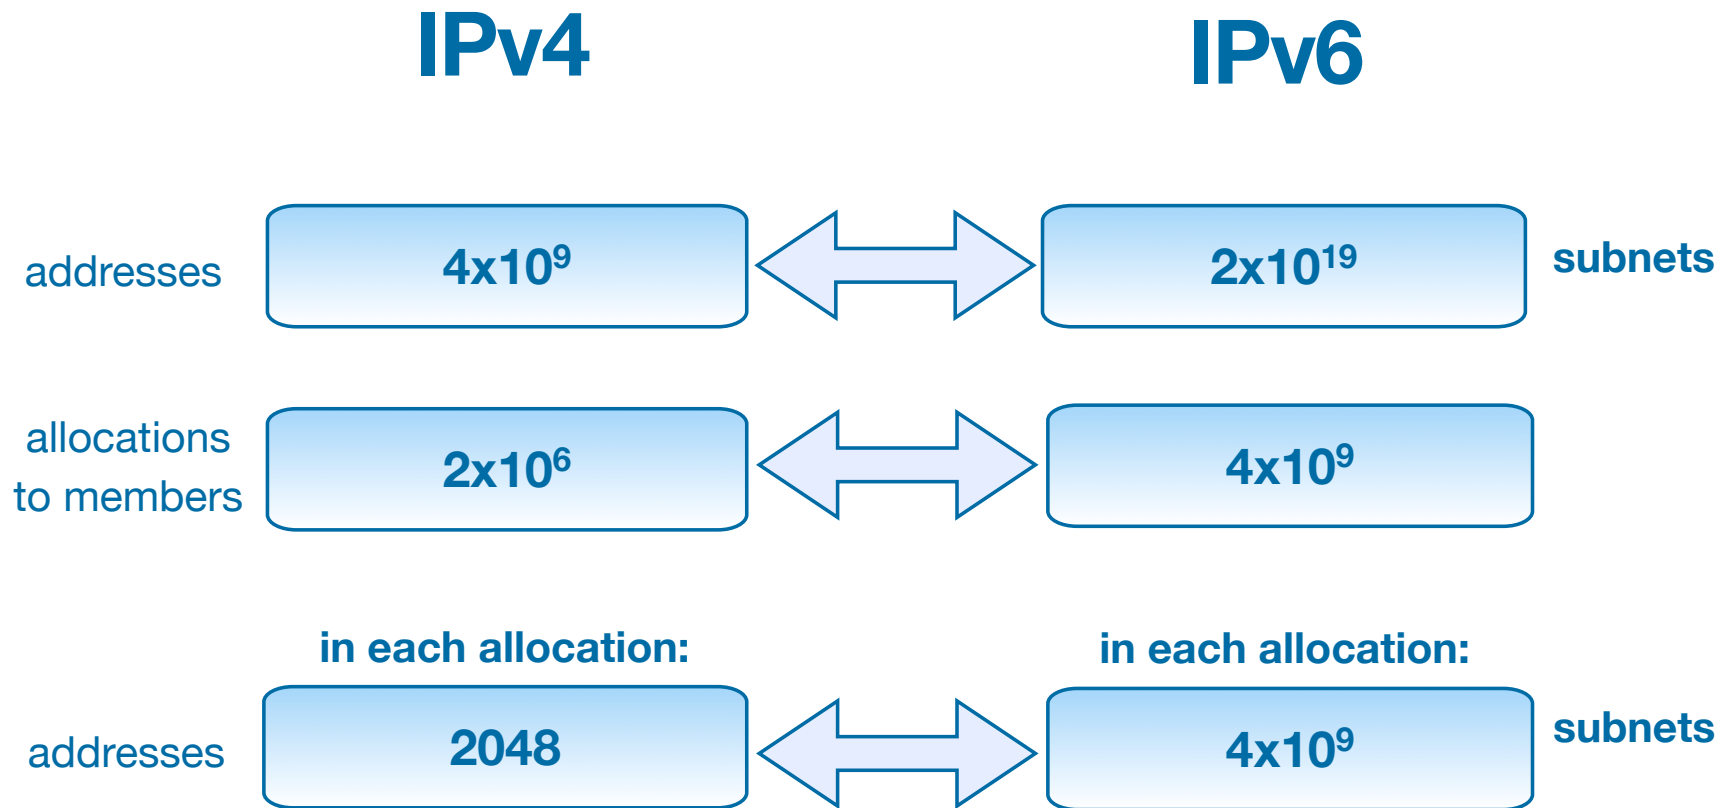 IPv4
IPv6
addresses
4x10⁹
2x10¹⁹
subnets
allocations
to members
2x10⁶
4x10⁹
in each allocation:
in each allocation:
addresses
2048
4x10⁹
subnets